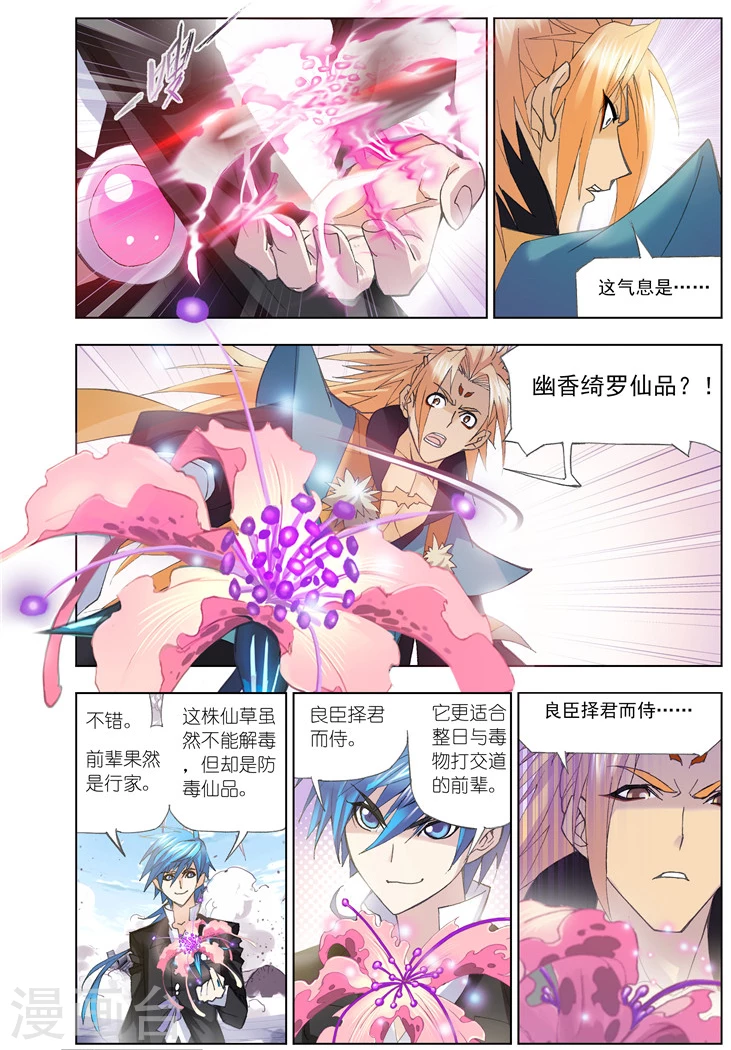 嗖
这气息是……
幽香绮罗仙品？！
不错。
前辈果然
是行家。
这株仙草虽
然不能解毒
，但却是防
毒仙品。
良臣择君
而侍。
它更适合
整日与毒
物打交道
的前辈。
良臣择君而侍……
漫画台